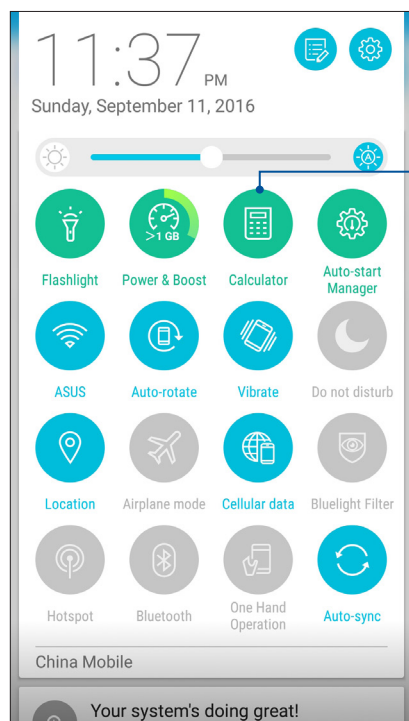 11:37 PM
Sunday, September 11, 2016
A
>1 GB
Flashlight
Power & Boost
Calculator
Auto-start
Manager
ASUS
Auto-rotate
Vibrate
Do not disturb
Location
Airplane mode
Cellular data
Bluelight Filter
Hotspot
Bluetooth
One Hand
Operation
Auto-sync
China Mobile
Your system's doing great!